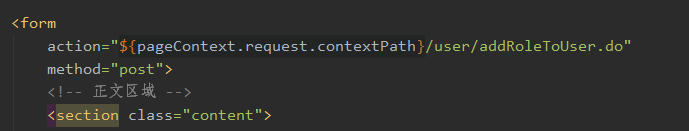 <form
action="${pageContext.request.contextPath}/user/addRoleToUser.do"
method="post">
<!-- 正文区域 -->
<section class="content">